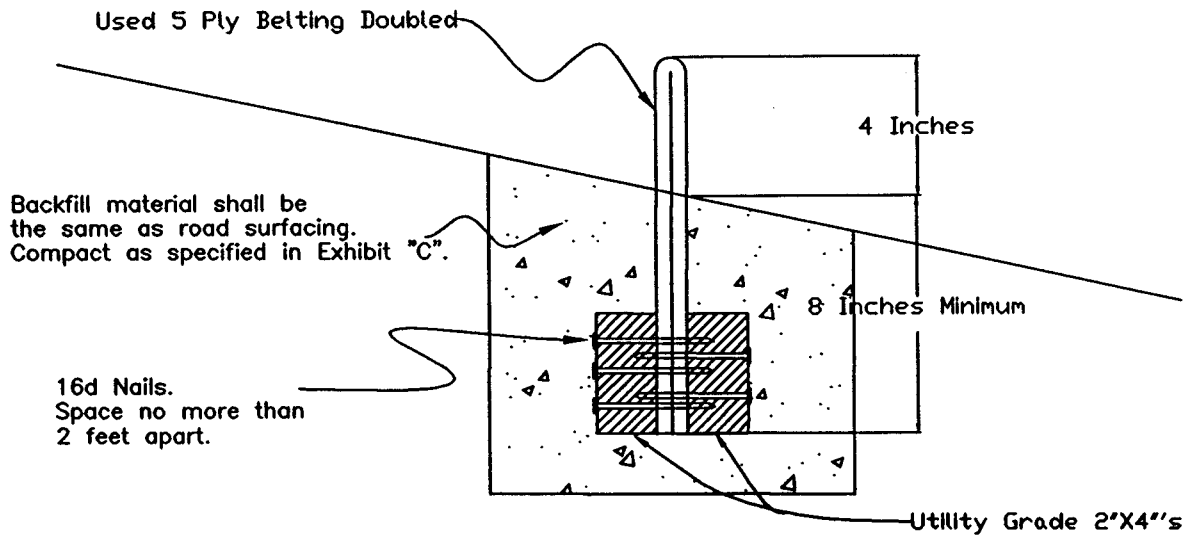 Used 5 Ply Belting Doubled
4 Inches
Backfill material shall be
the same as road surfacing.
Compact as specified in Exhibit "C".
8 Inches Minimum
16d Nails.
Space no more than
2 feet apart.
Utility Grade 2"X4"'s